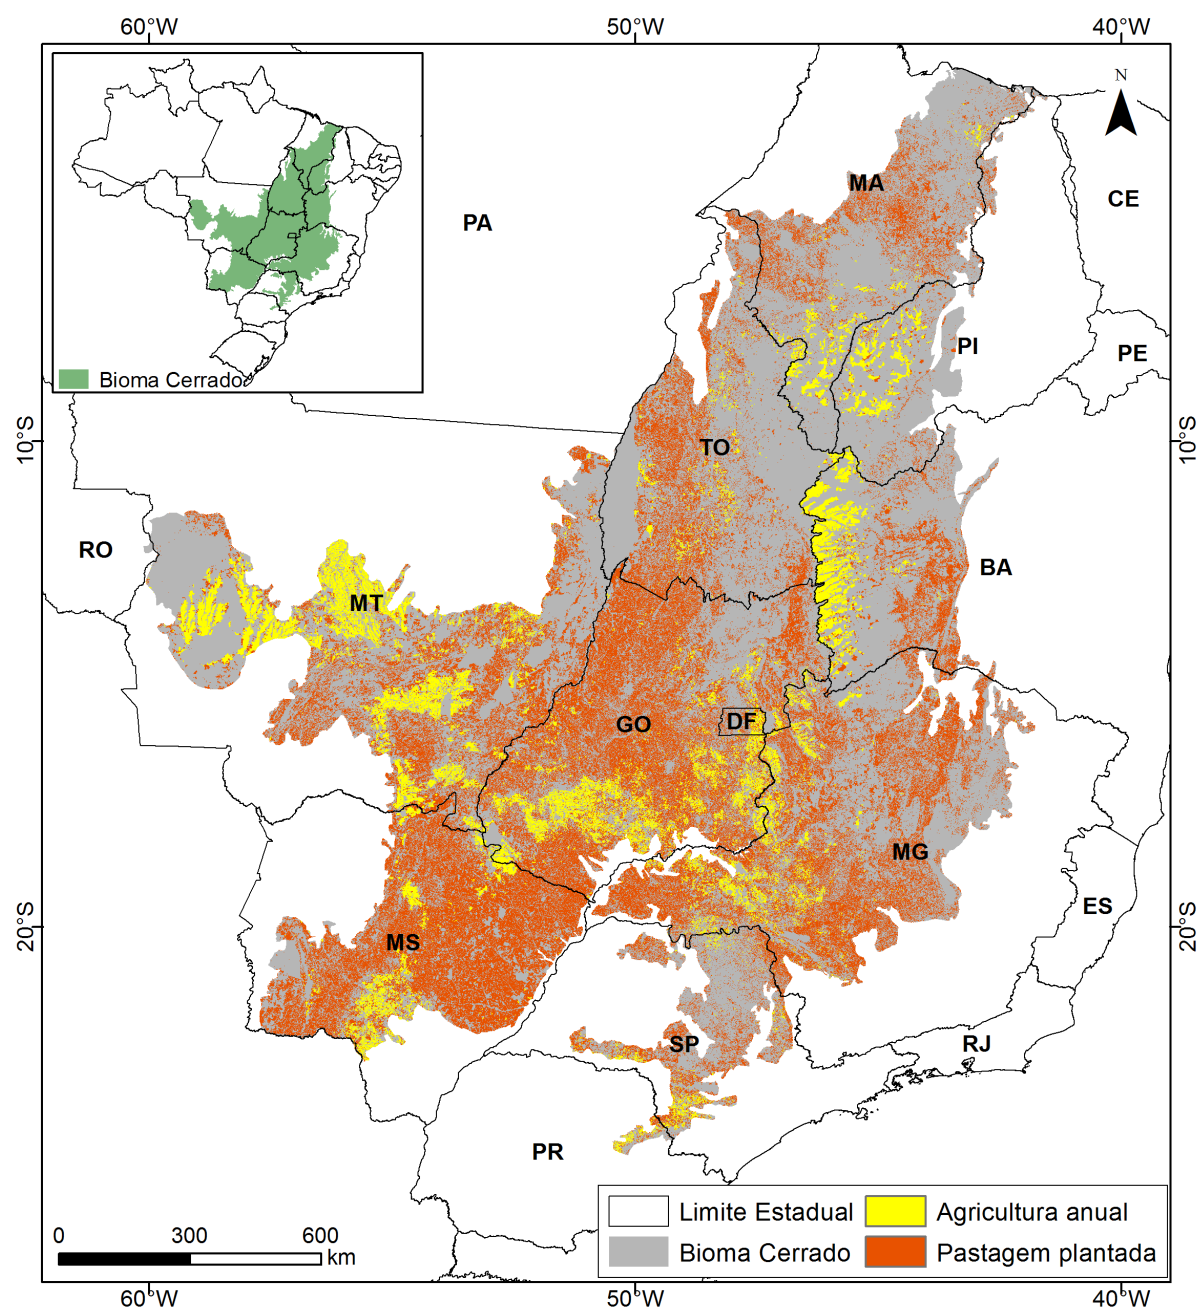 60°W 50°W 40°W
N
Bioma Cerrado
PA
MA
CE
PI
PE
10°S
TO
10°S
RO
BA
MT
GO
DF
MG
ES
20°S
MS
20°S
SP
RJ
PR
Limite Estadual
Agricultura anual
Bioma Cerrado
Pastagem plantada
0 300 600
km
60°W 50°W 40°W